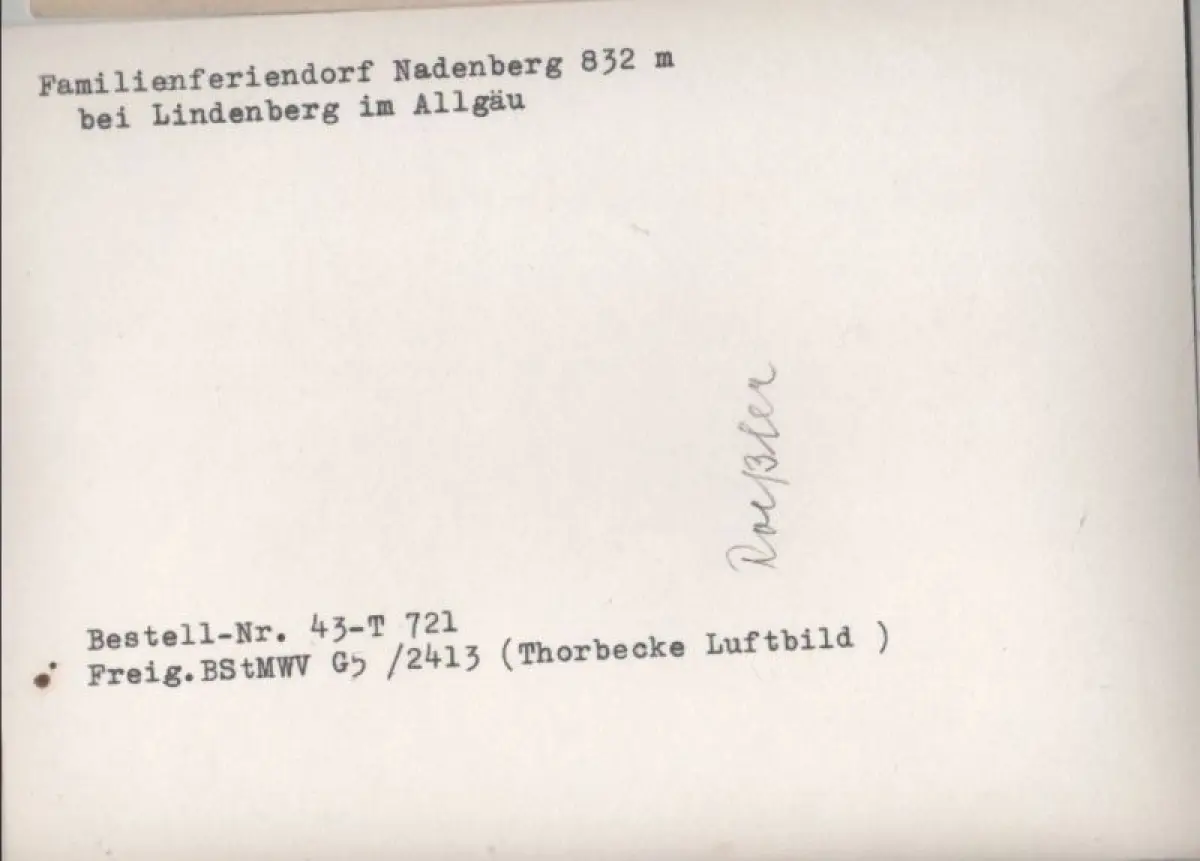 Familienferiendorf Nadenberg 832 m
bei Lindenberg im Allgäu
Roeßler
Bestell-Nr. 43-T 721
Freig.BStMWV G5 /2413 (Thorbecke Luftbild )